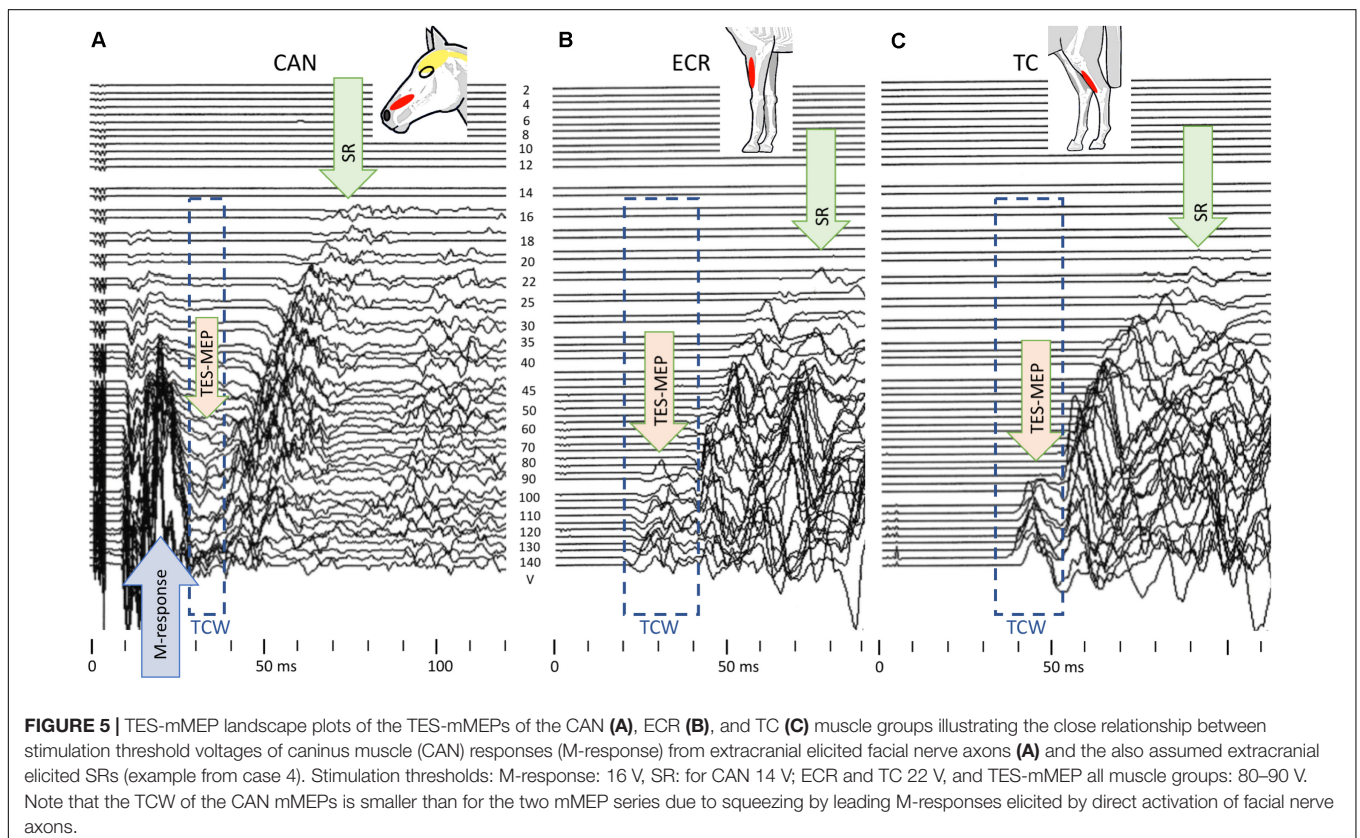 A
CAN
B
ECR
C
TC
SR
SR
SR
TES-MEP
TES-MEP
TES-MEP
M-response
2
4
6
8
10
12
14
16
18
20
22
25
30
35
40
45
50
60
70
80
90
100
110
120
130
140
V
TCW
TCW
TCW
0
50 ms
100
0
50 ms
0
50 ms
FIGURE 5 | TES-mMEP landscape plots of the TES-mMEPs of the CAN (A), ECR (B), and TC (C) muscle groups illustrating the close relationship between
stimulation threshold voltages of caninus muscle (CAN) responses (M-response) from extracranial elicited facial nerve axons (A) and the also assumed extracranial
elicited SRs (example from case 4). Stimulation thresholds: M-response: 16 V, SR: for CAN 14 V; ECR and TC 22 V, and TES-mMEP all muscle groups: 80–90 V.
Note that the TCW of the CAN mMEPs is smaller than for the two mMEP series due to squeezing by leading M-responses elicited by direct activation of facial nerve
axons.